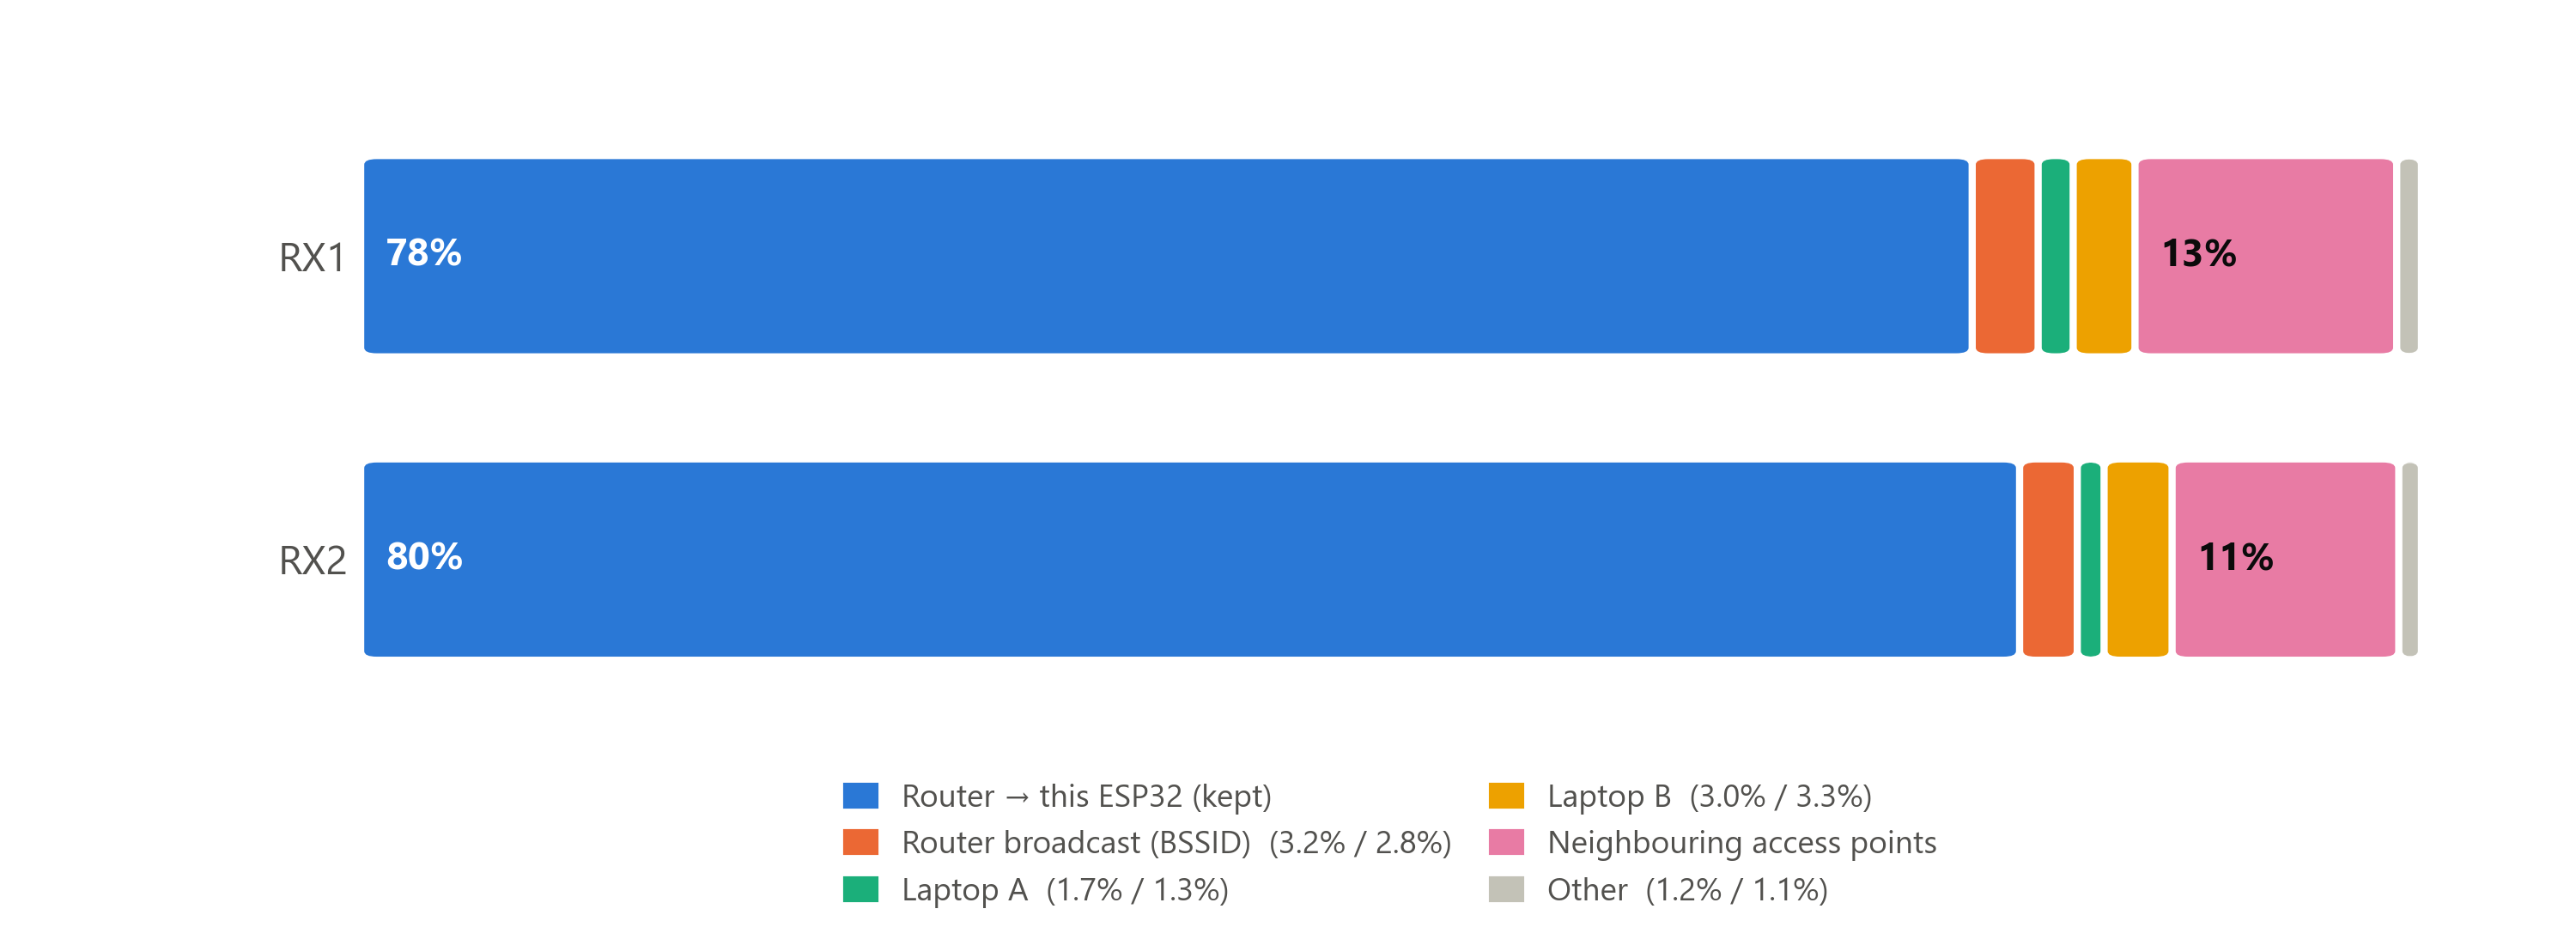 RX1
78%
13%
RX2
80%
11%
Router → this ESP32 (kept)
Router broadcast (BSSID) (3.2% / 2.8%)
Laptop A (1.7% / 1.3%)
Laptop B (3.0% / 3.3%)
Neighbouring access points
Other (1.2% / 1.1%)